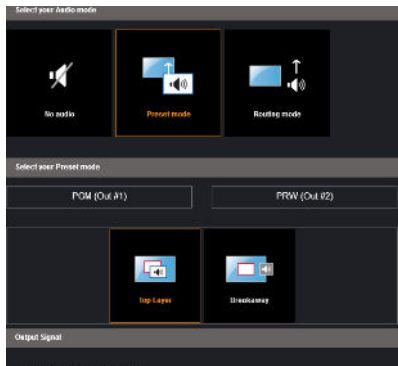 Select your Audio mode
No audio
Preset mode
Routing mode
Select your Preset mode
PGM (Out #1)
PRW (Out #2)
Top Layer
Breakaway
Output Signal